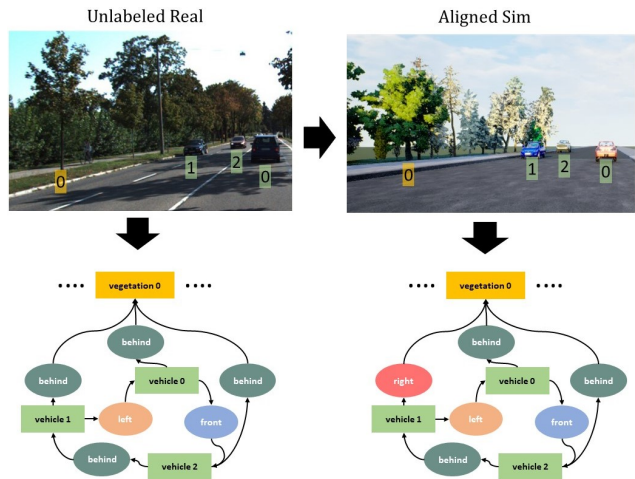 Unlabeled Real
Aligned Sim
0
1
2
0
0
1
2
0
vegetation 0
behind
behind
vehicle 0
behind
vehicle 1
left
front
behind
vehicle 2
vegetation 0
behind
right
vehicle 0
behind
vehicle 1
left
front
behind
vehicle 2